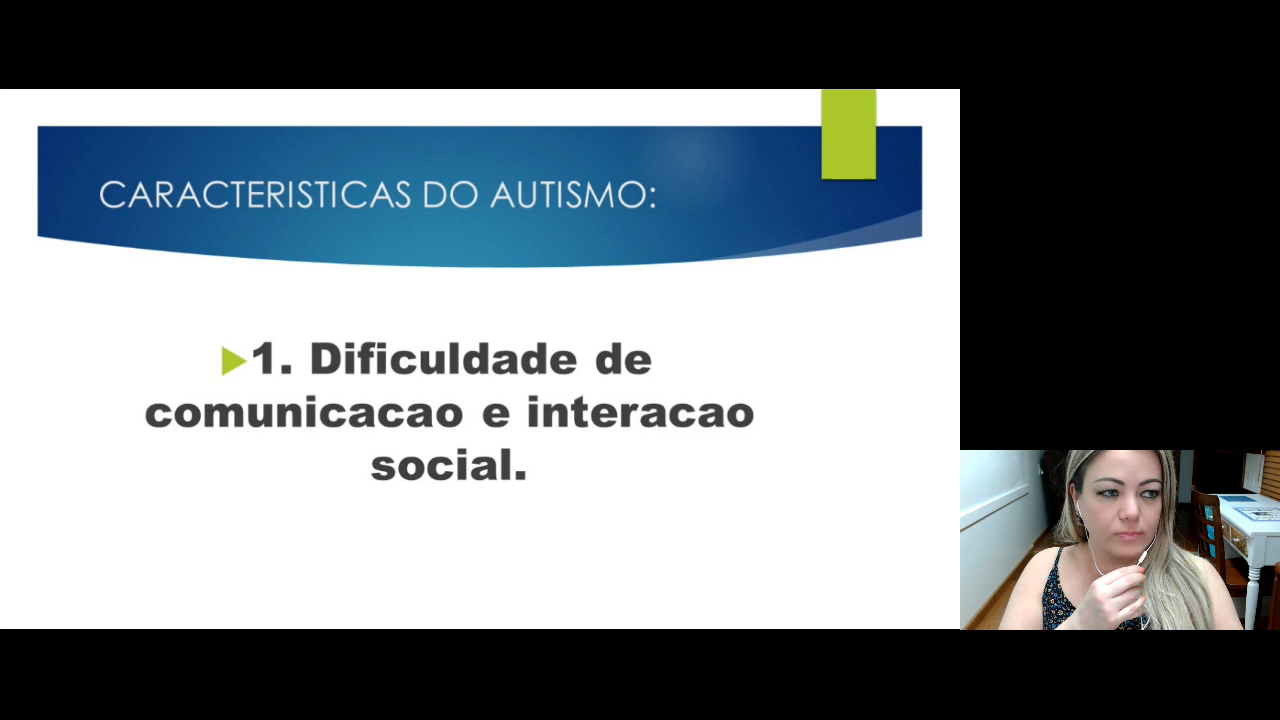 CARACTERISTICAS DO AUTISMO:
1. Dificuldade de
comunicacao e interacao
social.